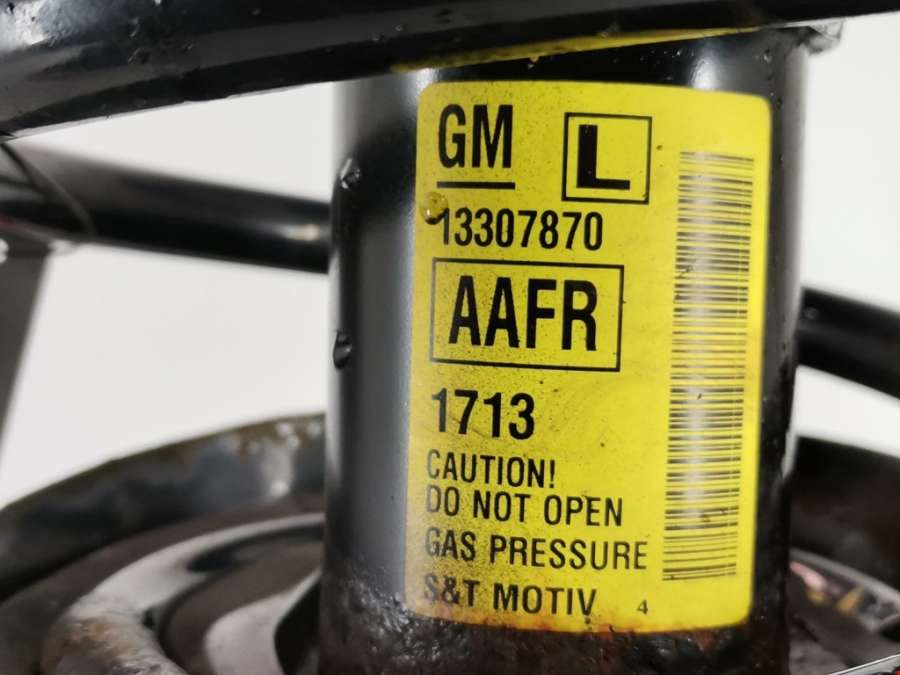 GM L
13307870
AAFR
1713
CAUTION!
DO NOT OPEN
GAS PRESSURE
S&T MOTIV 4